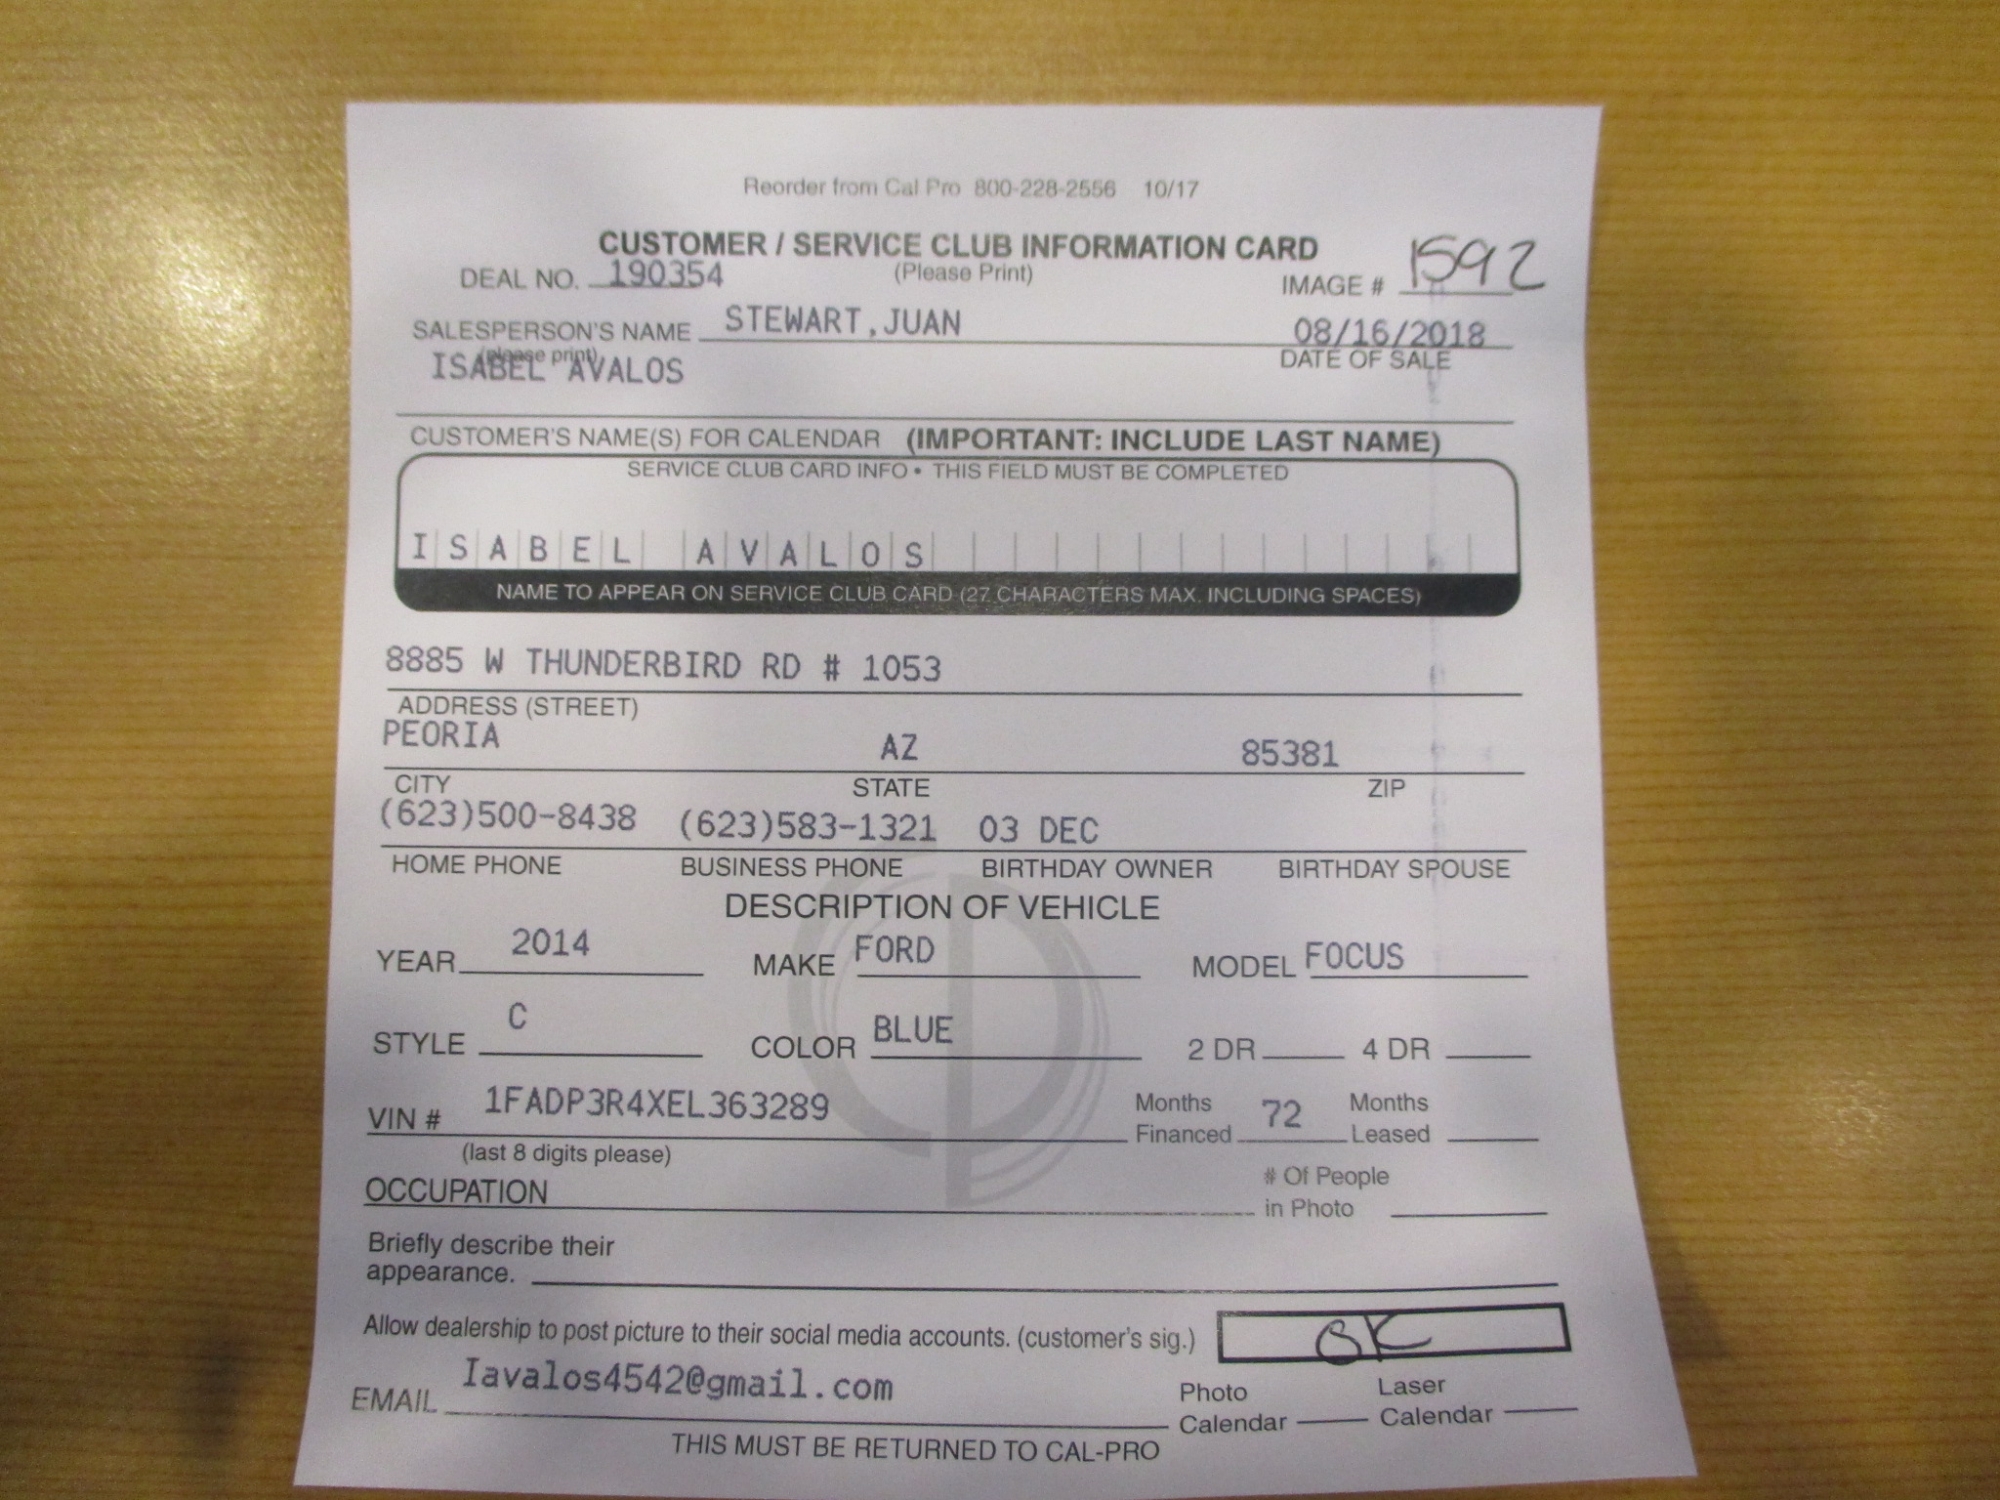 Reorder from Cal Pro 800-228-2556 10/17
CUSTOMER / SERVICE CLUB INFORMATION CARD
DEAL NO. 190354 (Please Print) IMAGE # 1592
SALESPERSON'S NAME STEWART,JUAN 08/16/2018
(please print) DATE OF SALE
ISABEL AVALOS
CUSTOMER'S NAME(S) FOR CALENDAR (IMPORTANT: INCLUDE LAST NAME)
SERVICE CLUB CARD INFO • THIS FIELD MUST BE COMPLETED
ISABEL AVALOS
NAME TO APPEAR ON SERVICE CLUB CARD (27 CHARACTERS MAX. INCLUDING SPACES)
8885 W THUNDERBIRD RD # 1053
ADDRESS (STREET)
PEORIA AZ 85381
CITY STATE ZIP
(623)500-8438 (623)583-1321 03 DEC
HOME PHONE BUSINESS PHONE BIRTHDAY OWNER BIRTHDAY SPOUSE
DESCRIPTION OF VEHICLE
YEAR 2014 MAKE FORD MODEL FOCUS
STYLE C COLOR BLUE 2 DR 4 DR
VIN # 1FADP3R4XEL363289 Months Financed 72 Months Leased
(last 8 digits please)
OCCUPATION # Of People in Photo
Briefly describe their
appearance.
Allow dealership to post picture to their social media accounts. (customer's sig.)
EMAIL Iavalos4542@gmail.com Photo Calendar Laser Calendar
THIS MUST BE RETURNED TO CAL-PRO